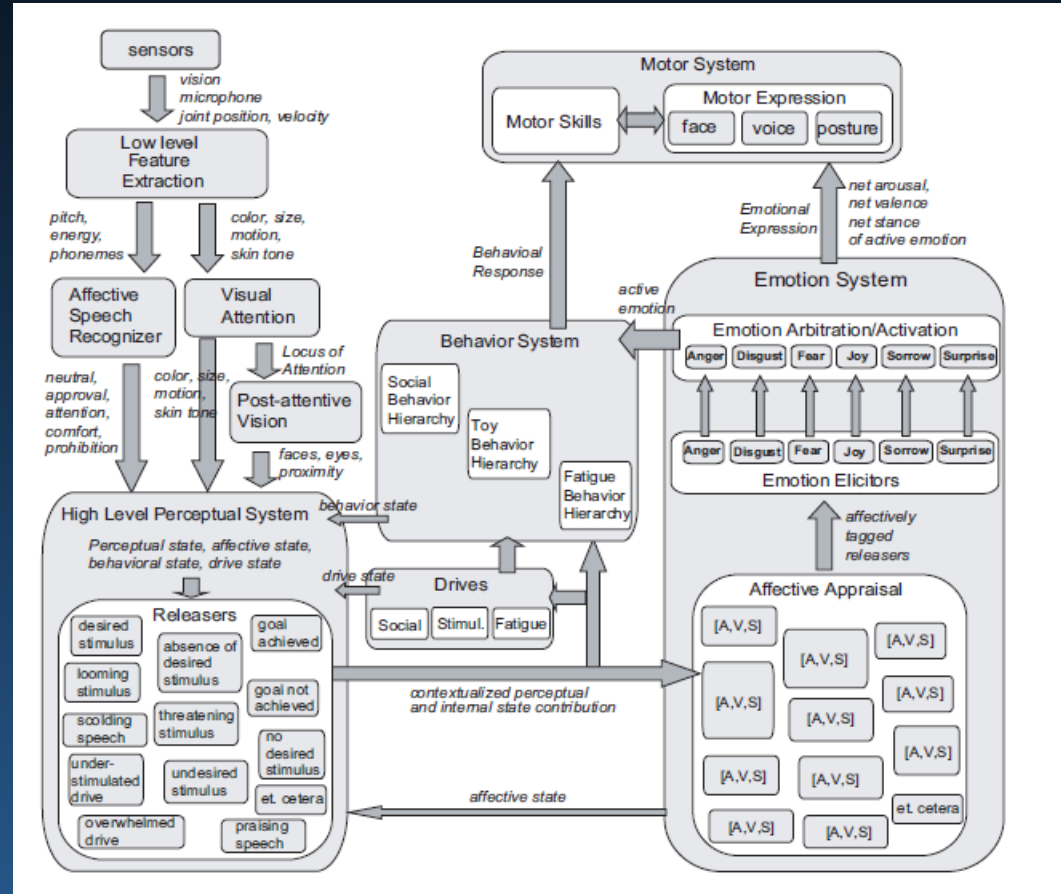 sensors
vision
microphone
joint position, velocity
Low level
Feature
Extraction
pitch,
energy,
phonemes
color, size,
motion,
skin tone
Affective
Speech
Recognizer
Visual
Attention
neutral,
approval,
attention,
comfort,
prohibition
color, size,
motion,
skin tone
Locus of
Attention
Post-attentive
Vision
faces, eyes,
proximity
High Level Perceptual System
Perceptual state, affective state,
behavioral state, drive state
Releasers
desired
stimulus
absence of
desired
stimulus
goal
achieved
looming
stimulus
goal not
achieved
scolding
speech
threatening
stimulus
no
desired
stimulus
under-
stimulated
drive
undesired
stimulus
et. cetera
overwhelmed
drive
praising
speech
behavior state
drive state
Behavior System
Social
Behavior
Hierarchy
Toy
Behavior
Hierarchy
Fatigue
Behavior
Hierarchy
Drives
Social
Stimul.
Fatigue
contextualized perceptual
and internal state contribution
affective state
Motor System
Motor Skills
Motor Expression
face
voice
posture
Behavioal
Response
Emotional
Expression
net arousal,
net valence
net stance
of active emotion
active
emotion
Emotion System
Emotion Arbitration/Activation
Anger
Disgust
Fear
Joy
Sorrow
Surprise
Anger
Disgust
Fear
Joy
Sorrow
Surprise
Emotion Elicitors
affectively
tagged
releasers
Affective Appraisal
[A,V,S]
[A,V,S]
[A,V,S]
[A,V,S]
[A,V,S]
[A,V,S]
[A,V,S]
[A,V,S]
[A,V,S]
et. cetera
[A,V,S]
[A,V,S]